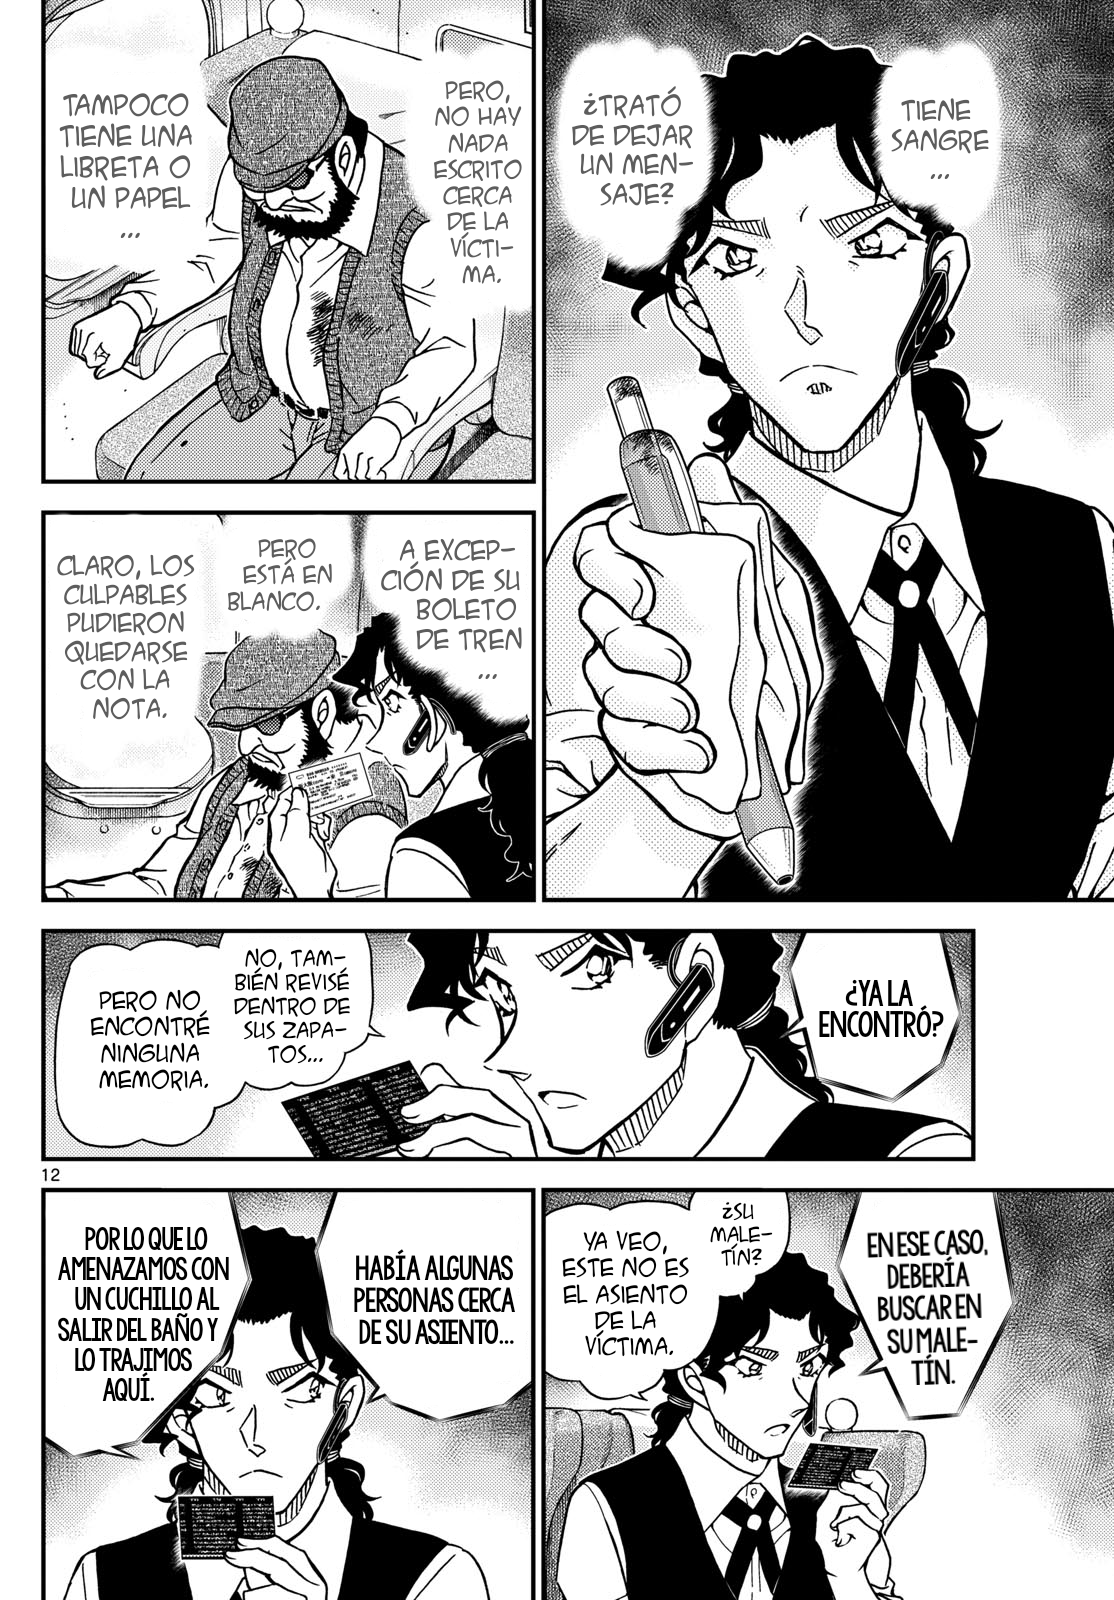 TIENE
SANGRE
...
¿TRATÓ
DE DEJAR
UN MEN-
SAJE?
PERO,
NO HAY
NADA
ESCRITO
CERCA
DE LA
VÍCTI-
MA.
TAMPOCO
TIENE UNA
LIBRETA O
UN PAPEL
...
A EXCEP-
CIÓN DE SU
BOLETO
DE TREN
...
PERO
ESTÁ EN
BLANCO.
CLARO, LOS
CULPABLES
PUDIERON
QUEDARSE
CON LA
NOTA.
¿YA LA
ENCONTRÓ?
NO, TAM-
BIÉN REVISÉ
DENTRO DE
SUS ZAPA-
TOS...
PERO NO
ENCONTRÉ
NINGUNA
MEMORIA.
12
EN ESE CASO,
DEBERÍA
BUSCAR EN
SU MALE-
TÍN.
¿SU
MALE-
TÍN?
YA VEO,
ESTE NO ES
EL ASIENTO
DE LA
VÍCTIMA.
HABÍA ALGUNAS
PERSONAS CERCA
DE SU ASIENTO...
POR LO QUE LO
AMENAZAMOS CON
UN CUCHILLO AL
SALIR DEL BAÑO Y
LO TRAJIMOS
AQUÍ.